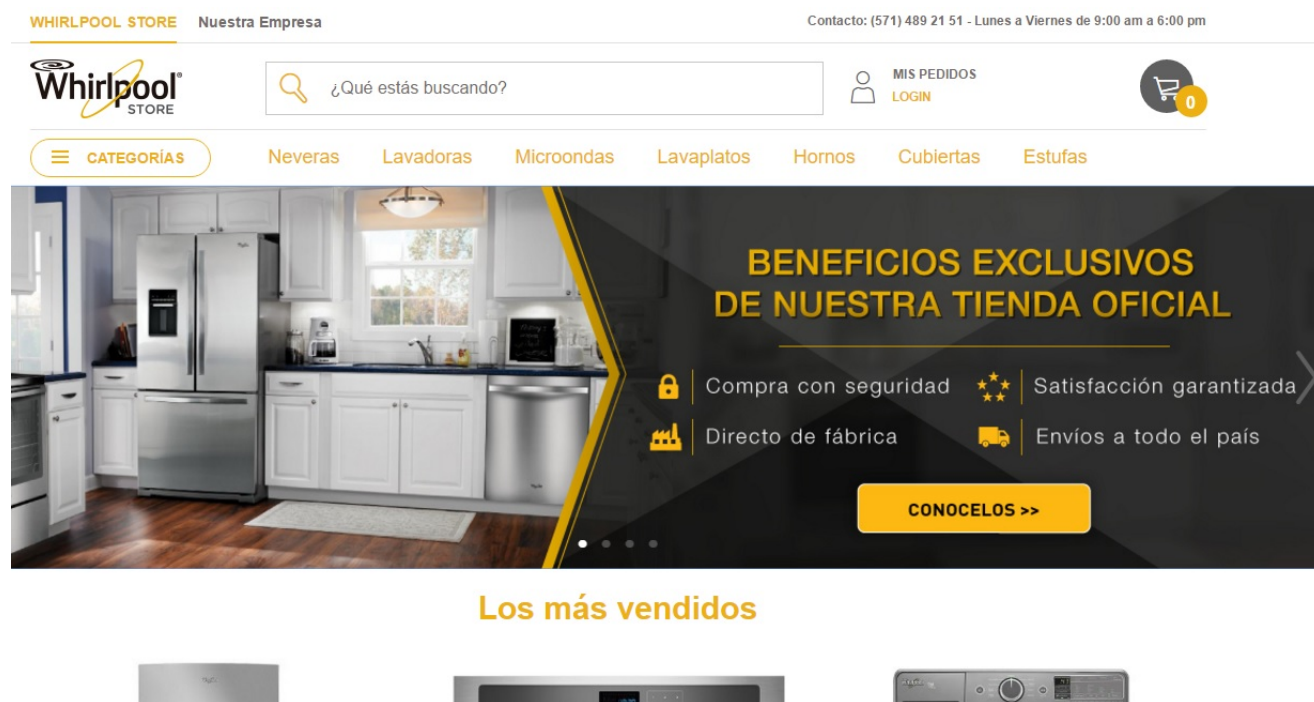 WHIRLPOOL STORE Nuestra Empresa
Contacto: (571) 489 21 51 - Lunes a Viernes de 9:00 am a 6:00 pm
Whirlpool
STORE
¿Qué estás buscando?
MIS PEDIDOS
LOGIN
0
CATEGORÍAS Neveras Lavadoras Microondas Lavaplatos Hornos Cubiertas Estufas
BENEFICIOS EXCLUSIVOS
DE NUESTRA TIENDA OFICIAL
Compra con seguridad Satisfacción garantizada
Directo de fábrica Envíos a todo el país
CONOCELOS >>
Los más vendidos